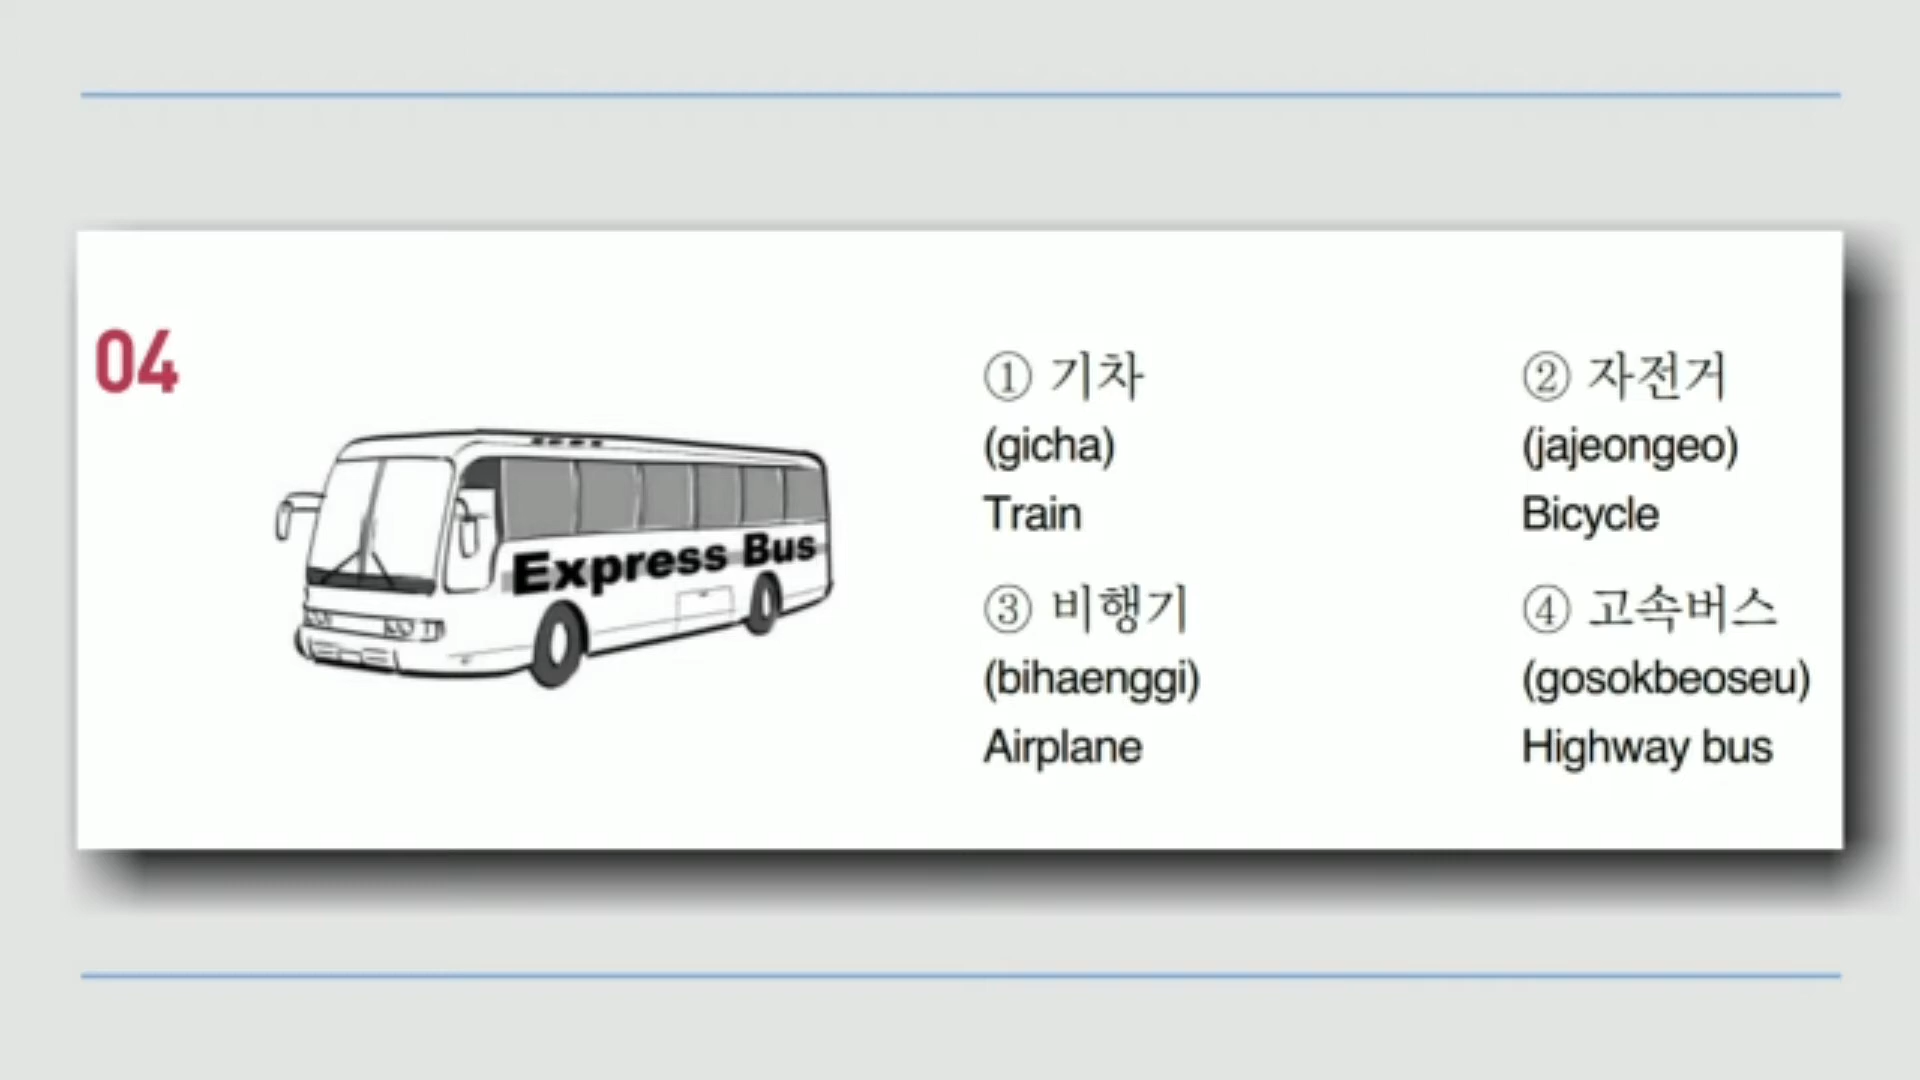 04
Express Bus
① 기차
(gicha)
Train
② 자전거
(jajeongeo)
Bicycle
③ 비행기
(bihaenggi)
Airplane
④ 고속버스
(gosokbeoseu)
Highway bus